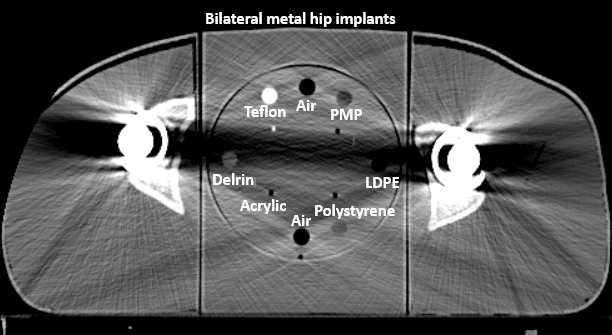 Bilateral metal hip implants
Teflon
Air
PMP
Delrin
LDPE
Acrylic
Polystyrene
Air